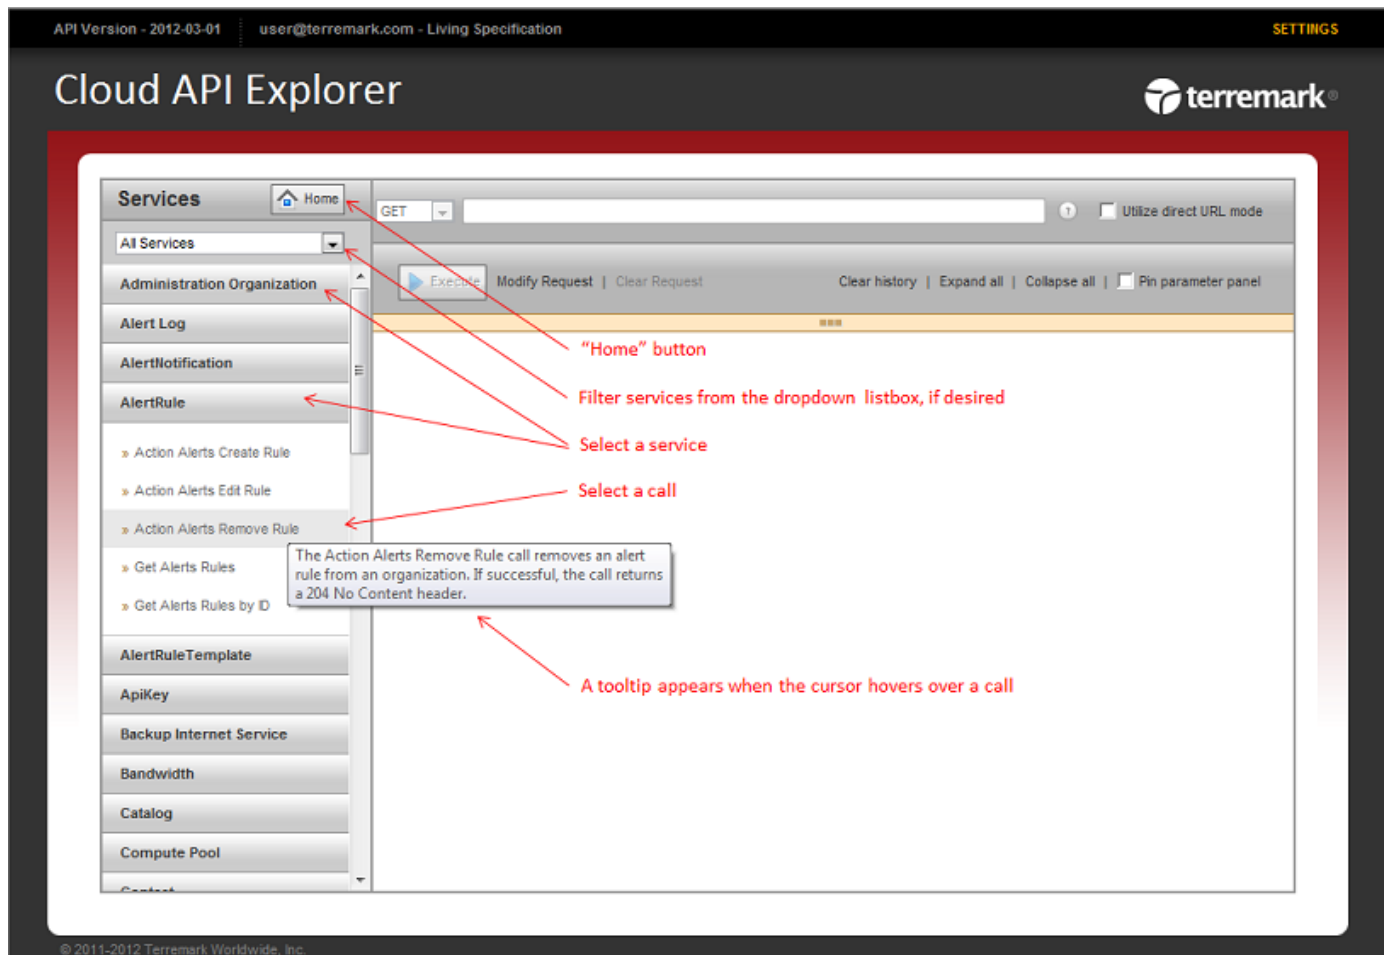 API Version - 2012-03-01
user@terremark.com - Living Specification
SETTINGS
Cloud API Explorer
terremark®
Services
Home
GET
Utilize direct URL mode
All Services
Execute
Modify Request | Clear Request
Clear history | Expand all | Collapse all | Pin parameter panel
Administration Organization
Alert Log
AlertNotification
AlertRule
» Action Alerts Create Rule
» Action Alerts Edit Rule
» Action Alerts Remove Rule
» Get Alerts Rules
» Get Alerts Rules by ID
The Action Alerts Remove Rule call removes an alert
rule from an organization. If successful, the call returns
a 204 No Content header.
AlertRuleTemplate
ApiKey
Backup Internet Service
Bandwidth
Catalog
Compute Pool
“Home” button
Filter services from the dropdown listbox, if desired
Select a service
Select a call
A tooltip appears when the cursor hovers over a call
© 2011-2012 Terremark Worldwide, Inc.